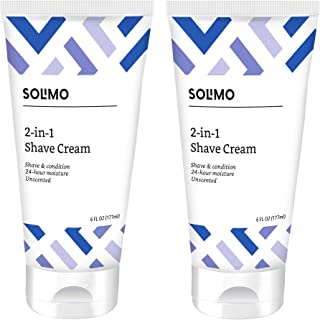 SOLIMO
2-in-1
Shave Cream
Shave & condition
24-hour moisture
Unscented
6 FL OZ (177ml)
SOLIMO
2-in-1
Shave Cream
Shave & condition
24-hour moisture
Unscented
6 FL OZ (177ml)